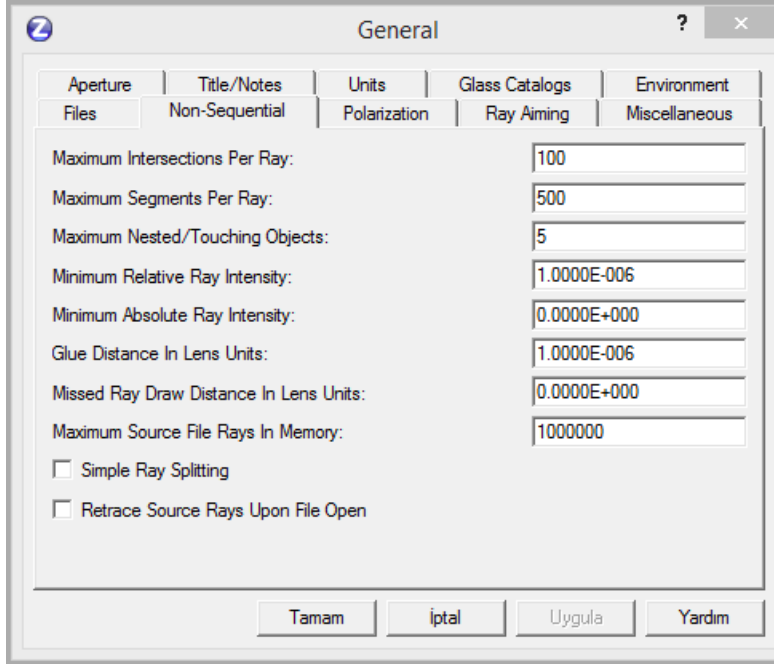 General
Aperture Title/Notes Units Glass Catalogs Environment
Files Non-Sequential Polarization Ray Aiming Miscellaneous
Maximum Intersections Per Ray: 100
Maximum Segments Per Ray: 500
Maximum Nested/Touching Objects: 5
Minimum Relative Ray Intensity: 1.0000E-006
Minimum Absolute Ray Intensity: 0.0000E+000
Glue Distance In Lens Units: 1.0000E-006
Missed Ray Draw Distance In Lens Units: 0.0000E+000
Maximum Source File Rays In Memory: 1000000
Simple Ray Splitting
Retrace Source Rays Upon File Open
Tamam İptal Uygula Yardım